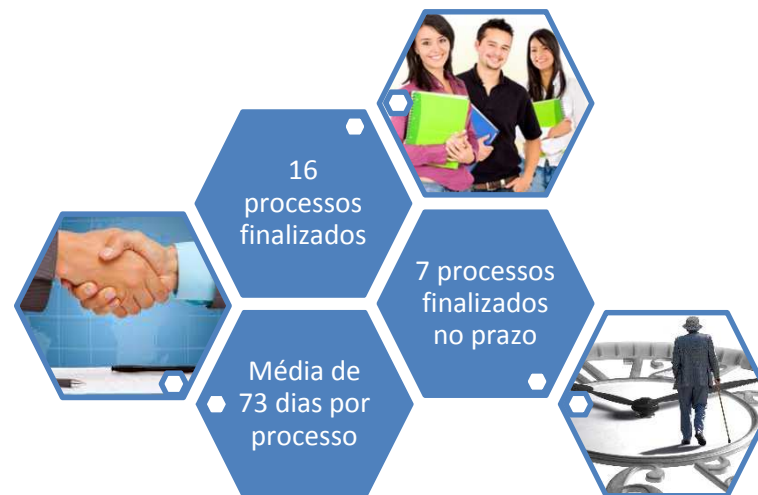 16
processos
finalizados
7 processos
finalizados
no prazo
Média de
73 dias por
processo